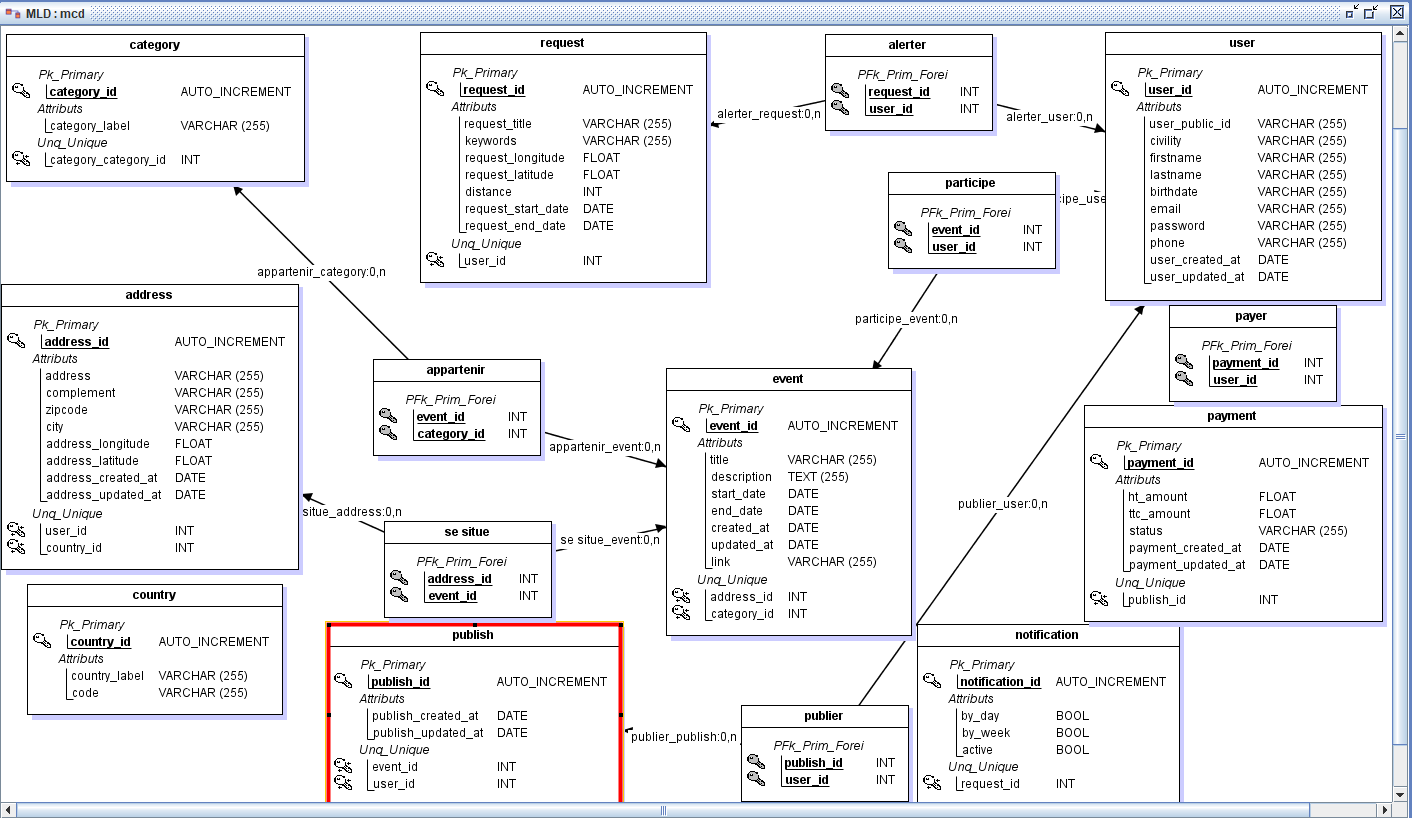 MLD : mcd
category
Pk_Primary
category_id AUTO_INCREMENT
Attributs
category_label VARCHAR (255)
Unq_Unique
category_category_id INT
request
Pk_Primary
request_id AUTO_INCREMENT
Attributs
request_title VARCHAR (255)
keywords VARCHAR (255)
request_longitude FLOAT
request_latitude FLOAT
distance INT
request_start_date DATE
request_end_date DATE
Unq_Unique
user_id INT
alerter
PFk_Prim_Forei
request_id INT
user_id INT
alerter_request:0,n
alerter_user:0,n
user
Pk_Primary
user_id AUTO_INCREMENT
Attributs
user_public_id VARCHAR (255)
civility VARCHAR (255)
firstname VARCHAR (255)
lastname VARCHAR (255)
birthdate VARCHAR (255)
email VARCHAR (255)
password VARCHAR (255)
phone VARCHAR (255)
user_created_at DATE
user_updated_at DATE
participe
PFk_Prim_Forei
event_id INT
user_id INT
cipe_use
participe_event:0,n
appartenir_category:0,n
address
Pk_Primary
address_id AUTO_INCREMENT
Attributs
address VARCHAR (255)
complement VARCHAR (255)
zipcode VARCHAR (255)
city VARCHAR (255)
address_longitude FLOAT
address_latitude FLOAT
address_created_at DATE
address_updated_at DATE
Unq_Unique
user_id INT
country_id INT
appartenir
PFk_Prim_Forei
event_id INT
category_id INT
appartenir_event:0,n
event
Pk_Primary
event_id AUTO_INCREMENT
Attributs
title VARCHAR (255)
description TEXT (255)
start_date DATE
end_date DATE
created_at DATE
updated_at DATE
link VARCHAR (255)
Unq_Unique
address_id INT
category_id INT
payer
PFk_Prim_Forei
payment_id INT
user_id INT
payment
Pk_Primary
payment_id AUTO_INCREMENT
Attributs
ht_amount FLOAT
ttc_amount FLOAT
status VARCHAR (255)
payment_created_at DATE
payment_updated_at DATE
Unq_Unique
publish_id INT
situe_address:0,n
se situe
PFk_Prim_Forei
address_id INT
event_id INT
se situe_event:0,n
publier_user:0,n
country
Pk_Primary
country_id AUTO_INCREMENT
Attributs
country_label VARCHAR (255)
code VARCHAR (255)
publish
Pk_Primary
publish_id AUTO_INCREMENT
Attributs
publish_created_at DATE
publish_updated_at DATE
Unq_Unique
event_id INT
user_id INT
publier_publish:0,n
publier
PFk_Prim_Forei
publish_id INT
user_id INT
notification
Pk_Primary
notification_id AUTO_INCREMENT
Attributs
by_day BOOL
by_week BOOL
active BOOL
Unq_Unique
request_id INT